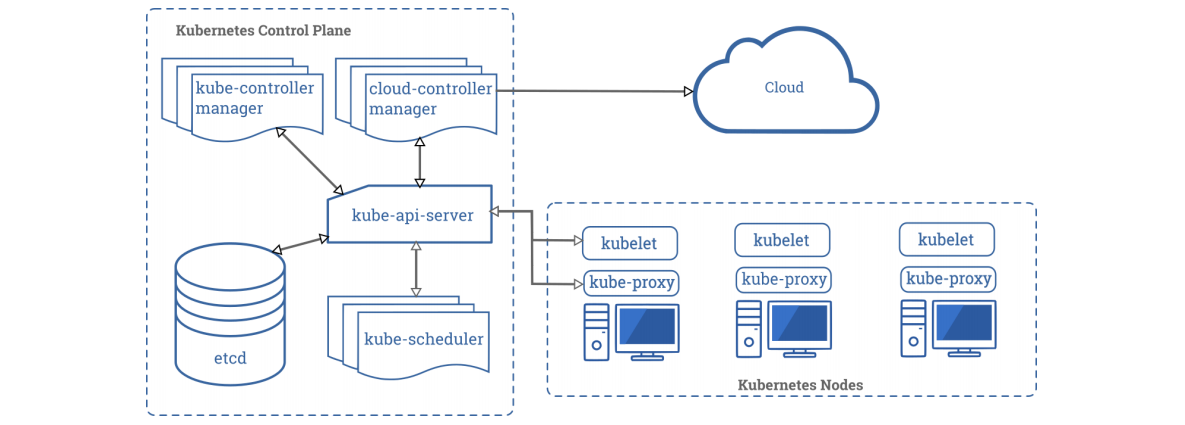 Kubernetes Control Plane
kube-controller
manager
cloud-controller
manager
Cloud
kube-api-server
etcd
kube-scheduler
kubelet
kube-proxy
kubelet
kube-proxy
kubelet
kube-proxy
Kubernetes Nodes